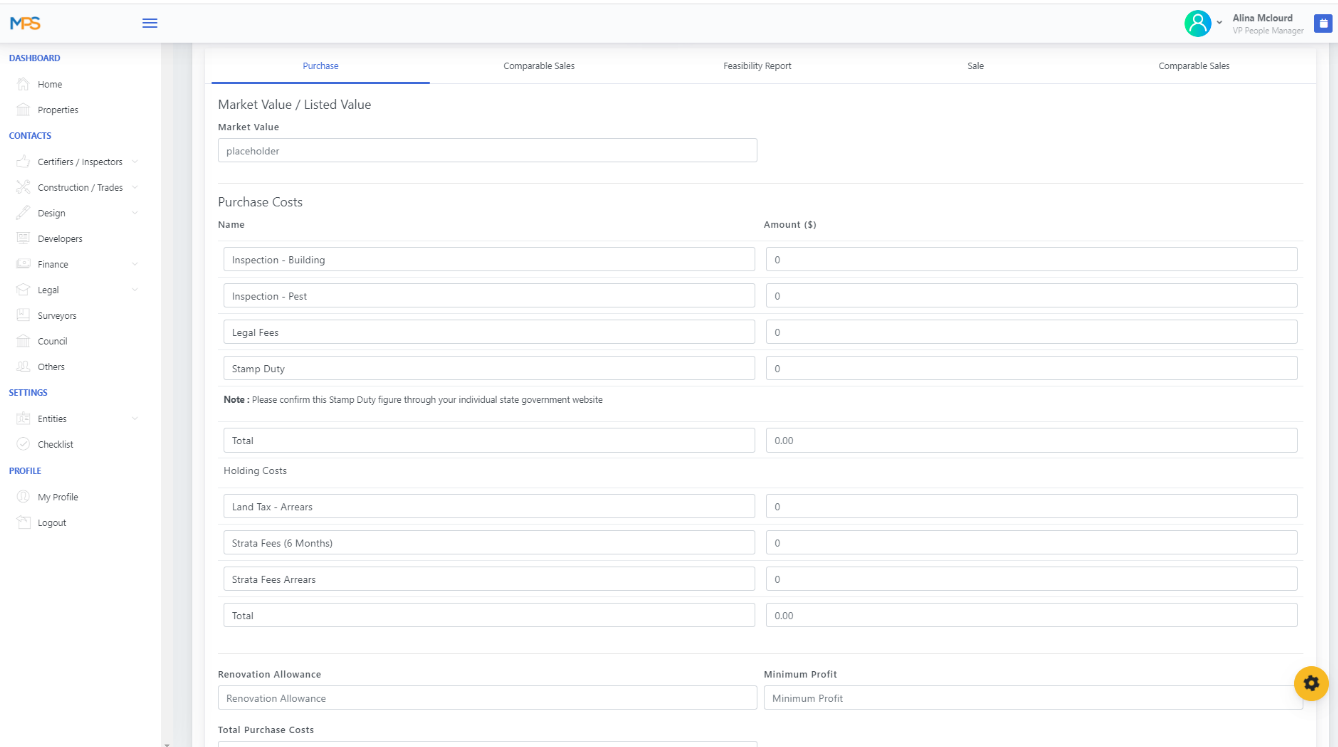 MPS
Alina Mclourd
VP People Manager
DASHBOARD
Home
Properties
CONTACTS
Certifiers / Inspectors
Construction / Trades
Design
Developers
Finance
Legal
Surveyors
Council
Others
SETTINGS
Entities
Checklist
PROFILE
My Profile
Logout
Purchase Comparable Sales Feasibility Report Sale Comparable Sales
Market Value / Listed Value
Market Value
placeholder
Purchase Costs
Name Amount ($)
Inspection - Building 0
Inspection - Pest 0
Legal Fees 0
Stamp Duty 0
Note : Please confirm this Stamp Duty figure through your individual state government website
Total 0.00
Holding Costs
Land Tax - Arrears 0
Strata Fees (6 Months) 0
Strata Fees Arrears 0
Total 0.00
Renovation Allowance Minimum Profit
Renovation Allowance Minimum Profit
Total Purchase Costs